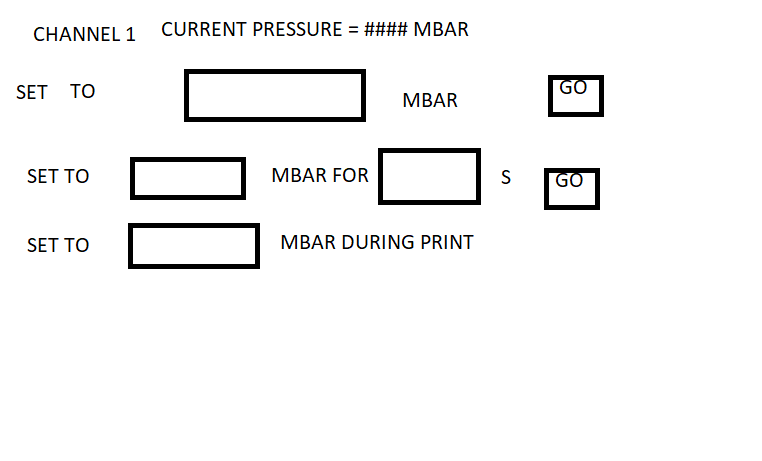 CHANNEL 1 CURRENT PRESSURE = #### MBAR
SET TO MBAR GO
SET TO MBAR FOR S GO
SET TO MBAR DURING PRINT